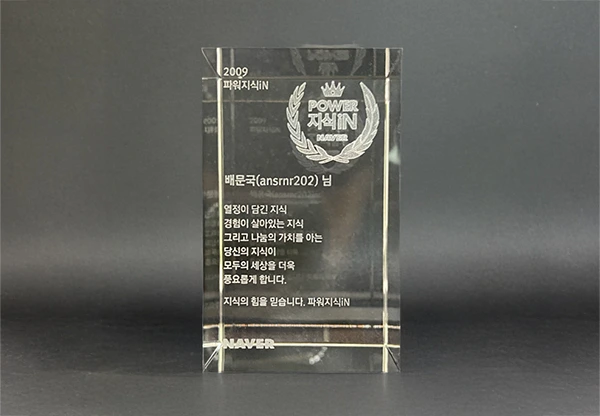 2009
파워지식iN
POWER
지식iN
NAVER
배문국(ansrnr202) 님
열정이 담긴 지식
경험이 살아있는 지식
그리고 나눔의 가치를 아는
당신의 지식이
모두의 세상을 더욱
풍요롭게 합니다.
지식의 힘을 믿습니다. 파워지식iN
NAVER